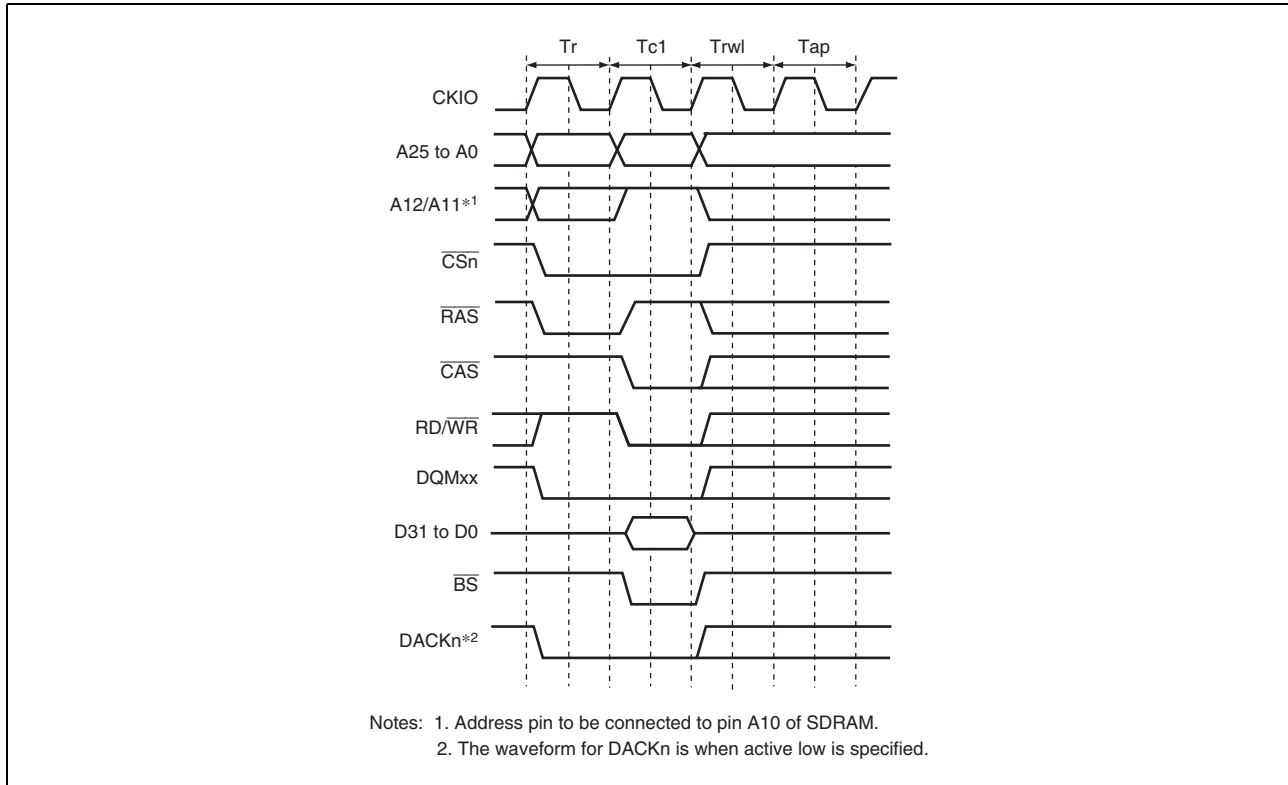 Tr Tc1 Trwl Tap
CKIO
A25 to A0
A12/A11*1
CSn
RAS
CAS
RD/WR
DQMxx
D31 to D0
BS
DACKn*2
Notes: 1. Address pin to be connected to pin A10 of SDRAM.
2. The waveform for DACKn is when active low is specified.